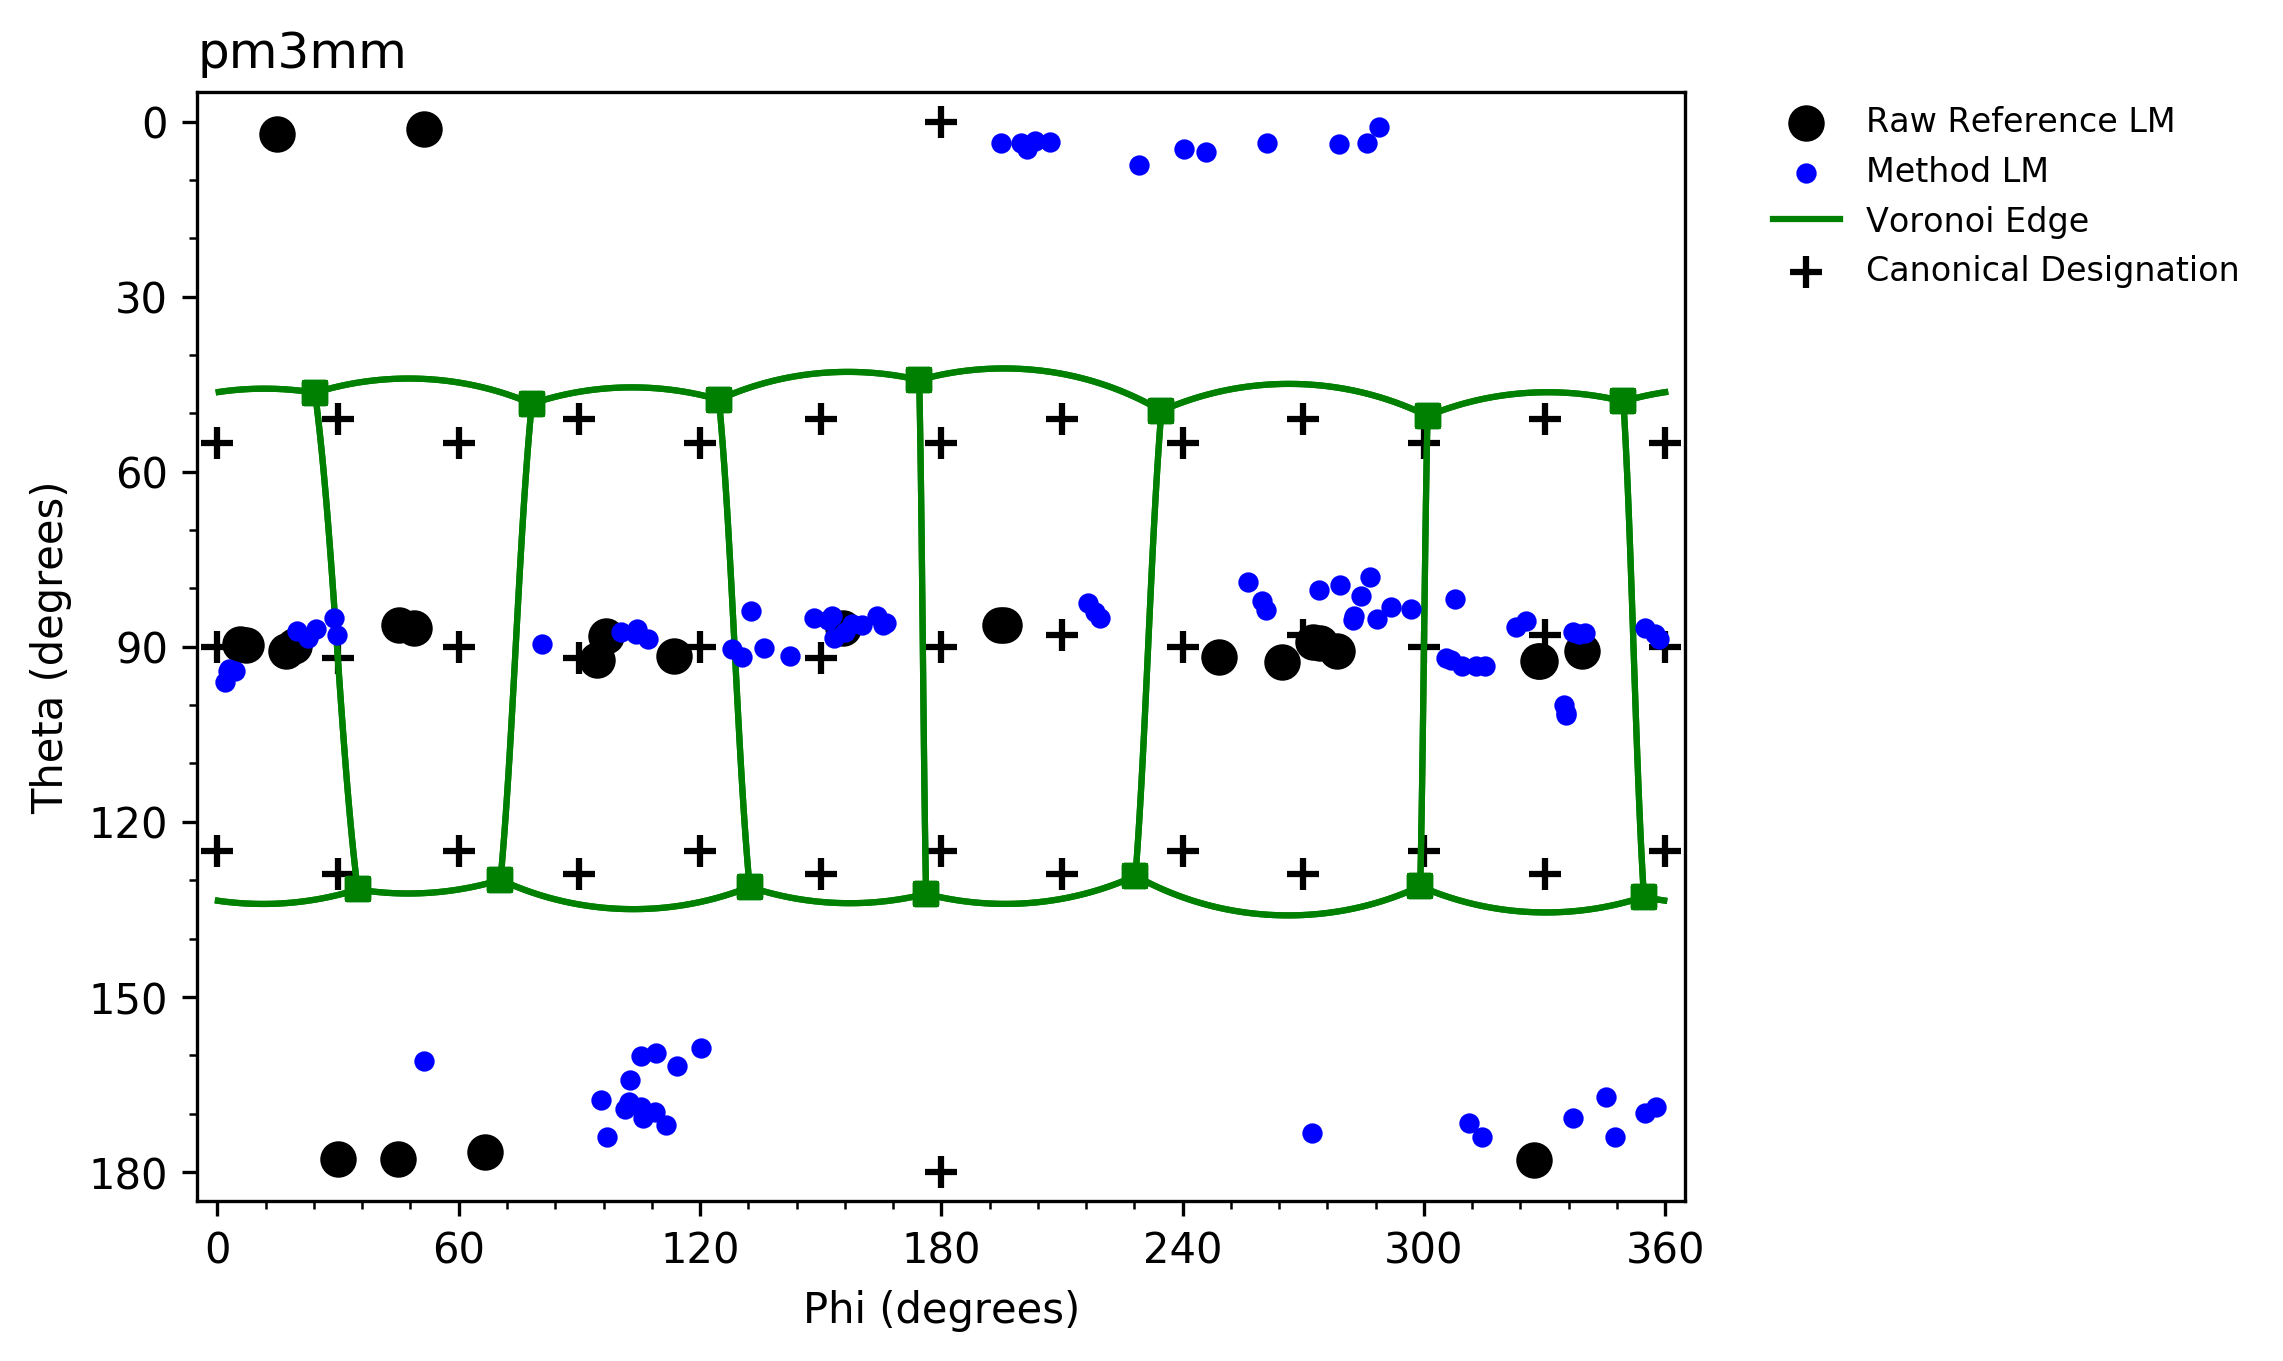 pm3mm
Raw Reference LM
Method LM
Voronoi Edge
Canonical Designation
Theta (degrees)
0
30
60
90
120
150
180
0 60 120 180 240 300 360
Phi (degrees)